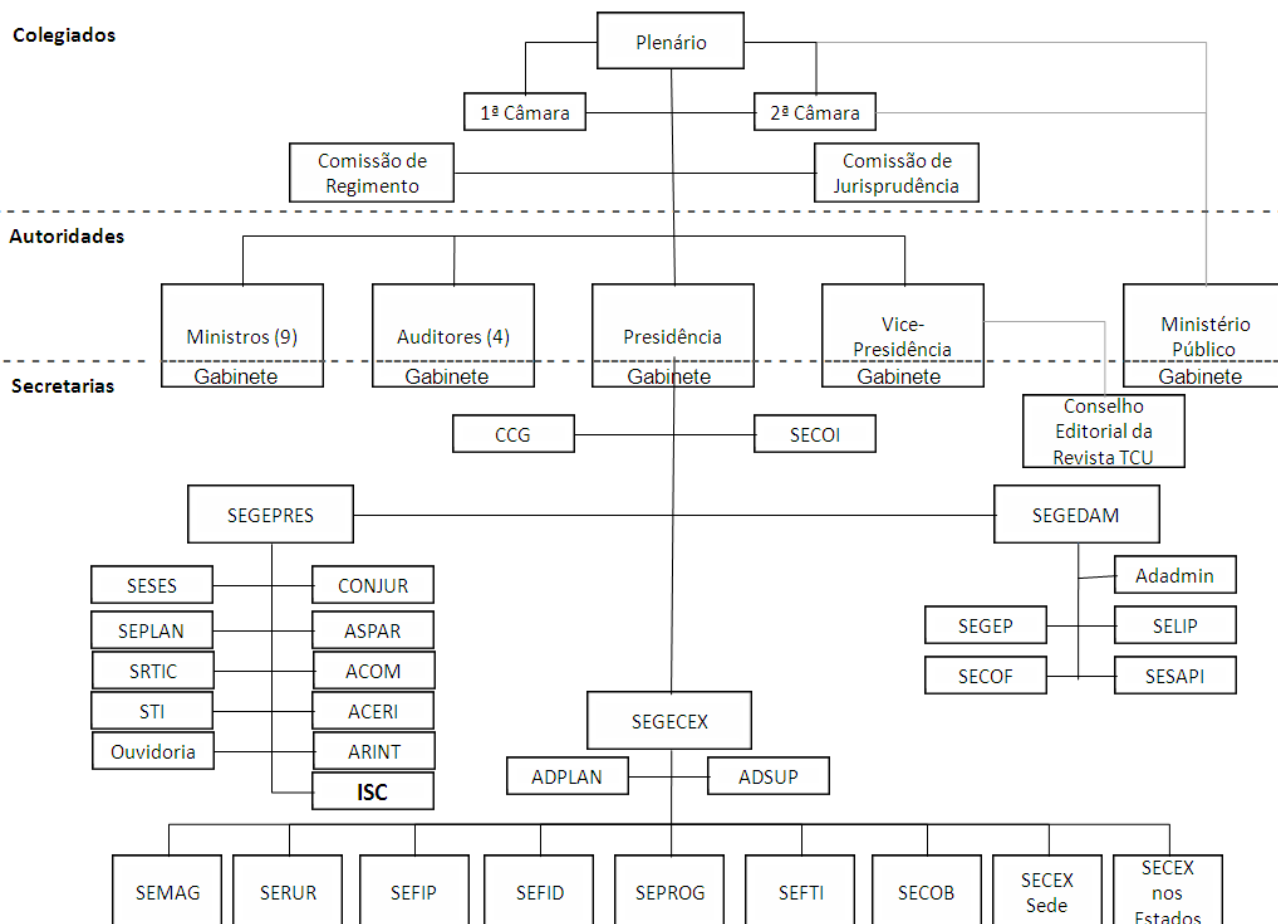 Colegiados
Plenário
1ª Câmara
2ª Câmara
Comissão de
Regimento
Comissão de
Jurisprudência
Autoridades
Ministros (9)
Gabinete
Auditores (4)
Gabinete
Presidência
Gabinete
Vice-
Presidência
Gabinete
Ministério
Público
Gabinete
Secretarias
Conselho
Editorial da
Revista TCU
CCG
SECOI
SEGEPRES
SEGEDAM
SESES
CONJUR
SEPLAN
ASPAR
SRTIC
ACOM
STI
ACERI
Ouvidoria
ARINT
ISC
Adadmin
SEGEP
SELIP
SECOF
SESAPI
SEGECEX
ADPLAN
ADSUP
SEMAG
SERUR
SEFIP
SEFID
SEPROG
SEFTI
SECOB
SECEX
Sede
SECEX
nos
Estados